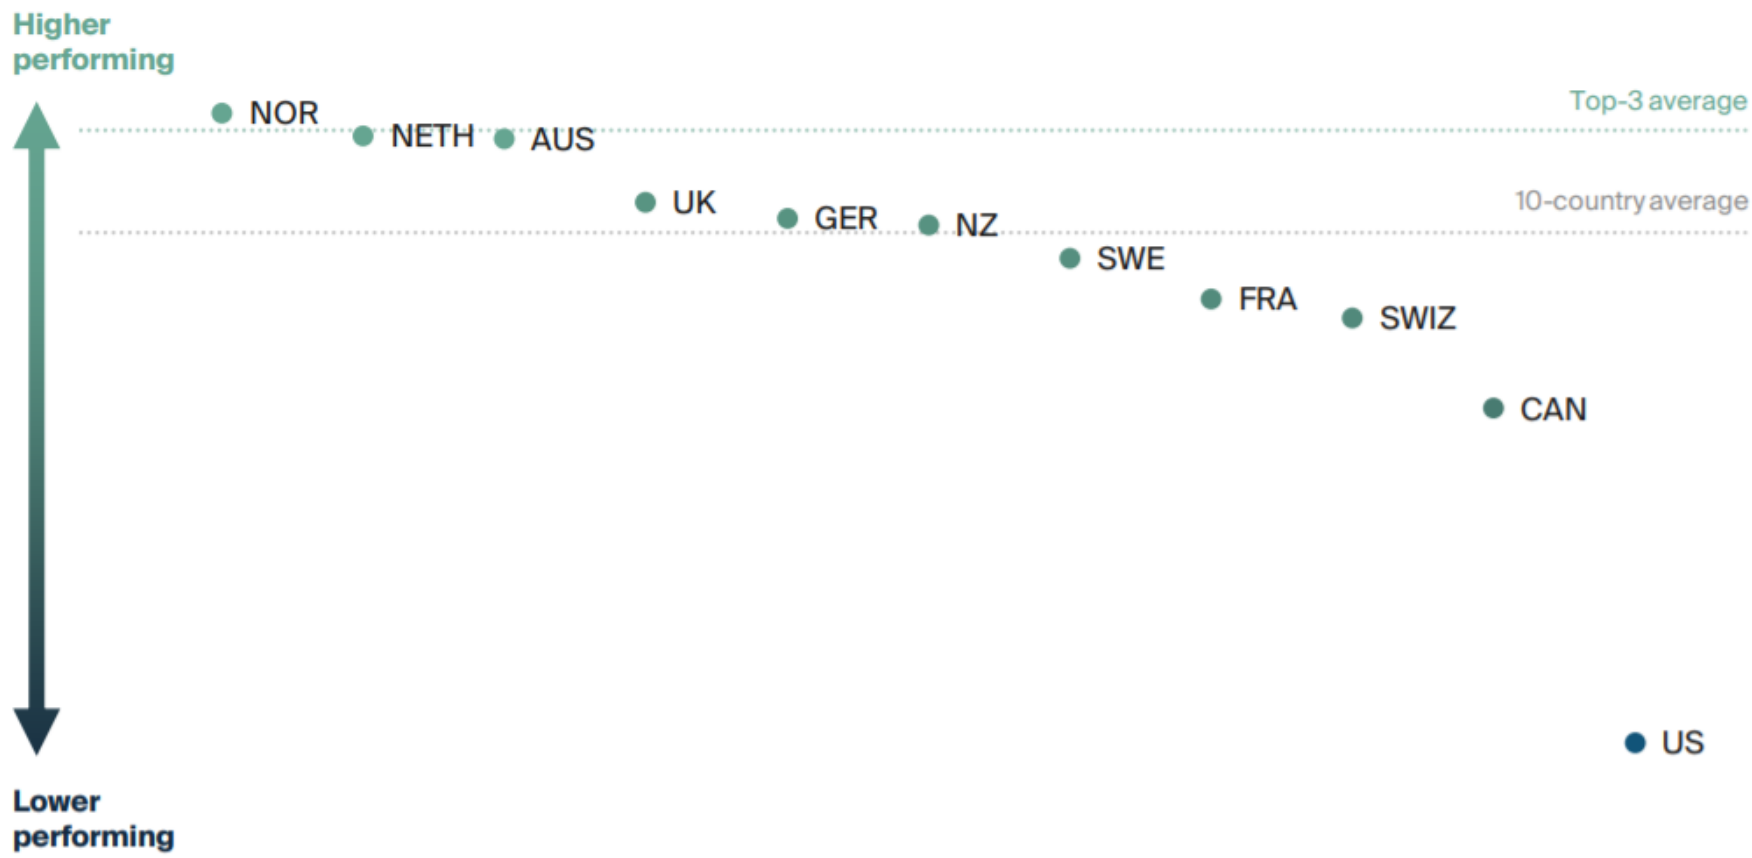 Higher
performing
Top-3 average
NOR
NETH
AUS
10-country average
UK
GER
NZ
SWE
FRA
SWIZ
CAN
US
Lower
performing